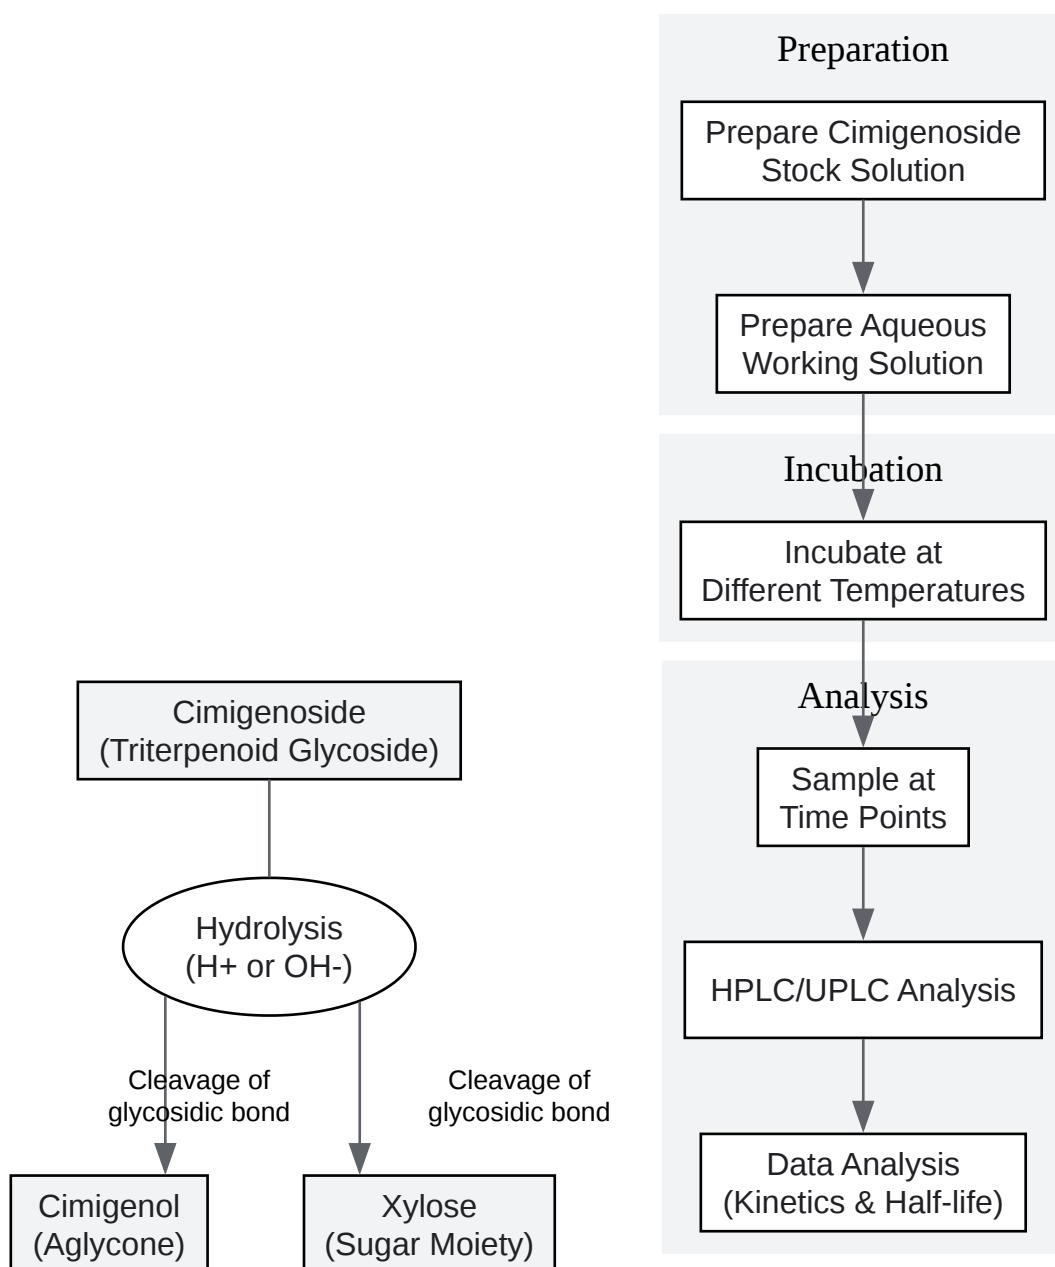 Preparation
Prepare Cimigenoside
Stock Solution
Prepare Aqueous
Working Solution
Incubation
Incubate at
Different Temperatures
Analysis
Sample at
Time Points
HPLC/UPLC Analysis
Data Analysis
(Kinetics & Half-life)
Cimigenoside
(Triterpenoid Glycoside)
Hydrolysis
(H+ or OH-)
Cleavage of
glycosidic bond
Cleavage of
glycosidic bond
Cimigenol
(Aglycone)
Xylose
(Sugar Moiety)